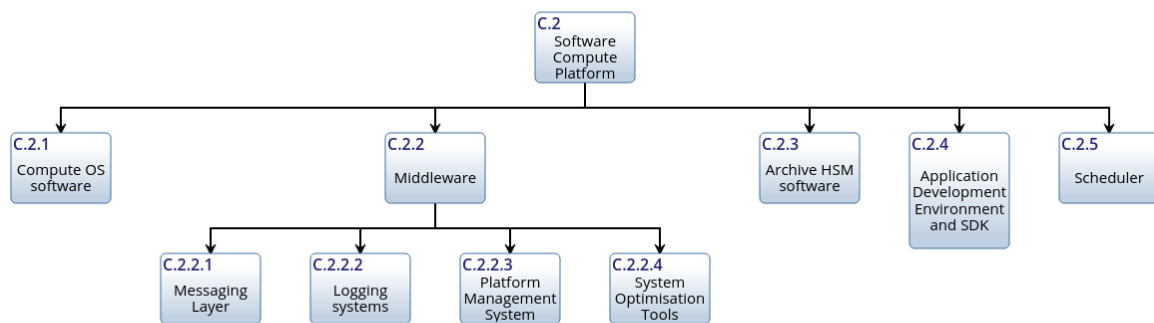 C.2
Software
Compute
Platform
C.2.1
Compute OS
software
C.2.2
Middleware
C.2.3
Archive HSM
software
C.2.4
Application
Development
Environment
and SDK
C.2.5
Scheduler
C.2.2.1
Messaging
Layer
C.2.2.2
Logging
systems
C.2.2.3
Platform
Management
System
C.2.2.4
System
Optimisation
Tools